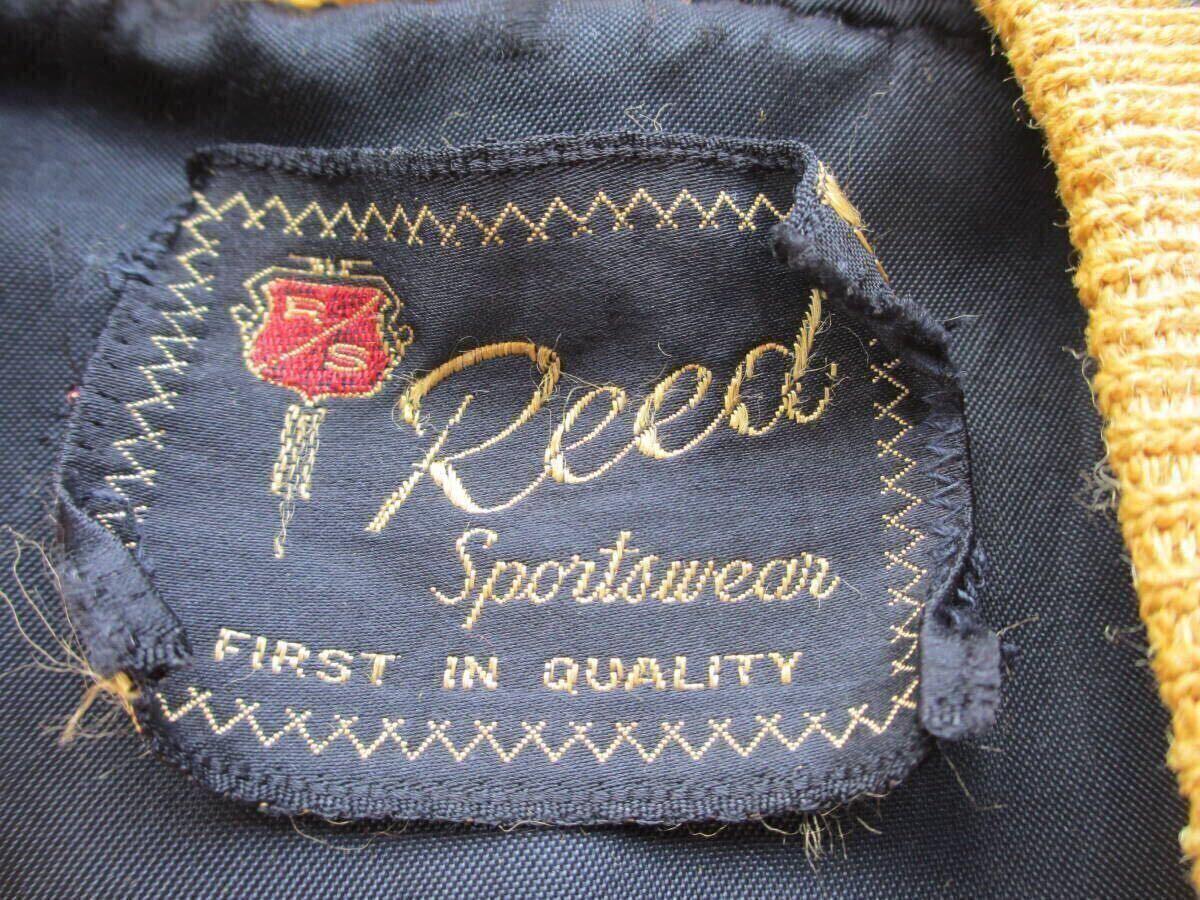 R/S
Reed
Sportswear
FIRST IN QUALITY